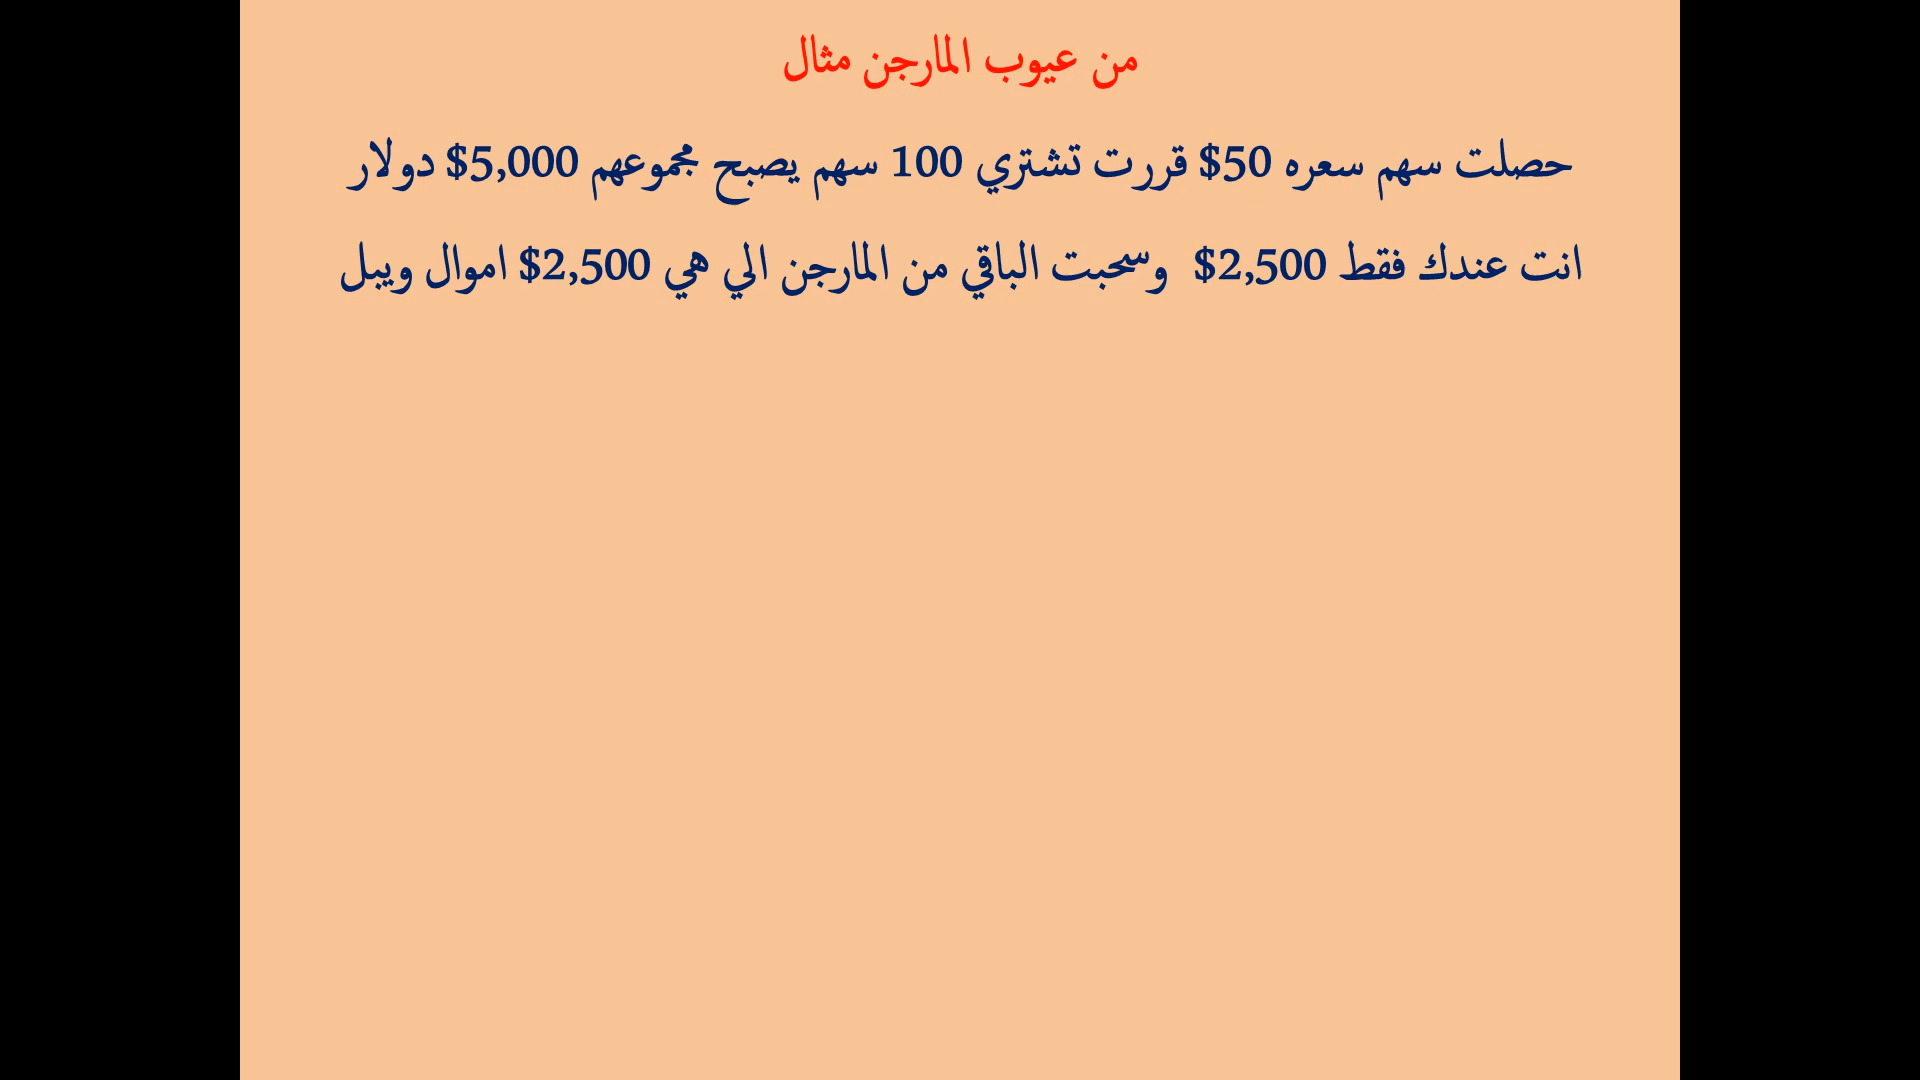 من عيوب المارجن مثال
حصلت سهم سعره 50$ قررت تشتري 100 سهم يصبح مجموعهم 5,000$ دولار
انت عندك فقط 2,500$ وسحبت الباقي من المارجن الي هي 2,500$ اموال ويبل